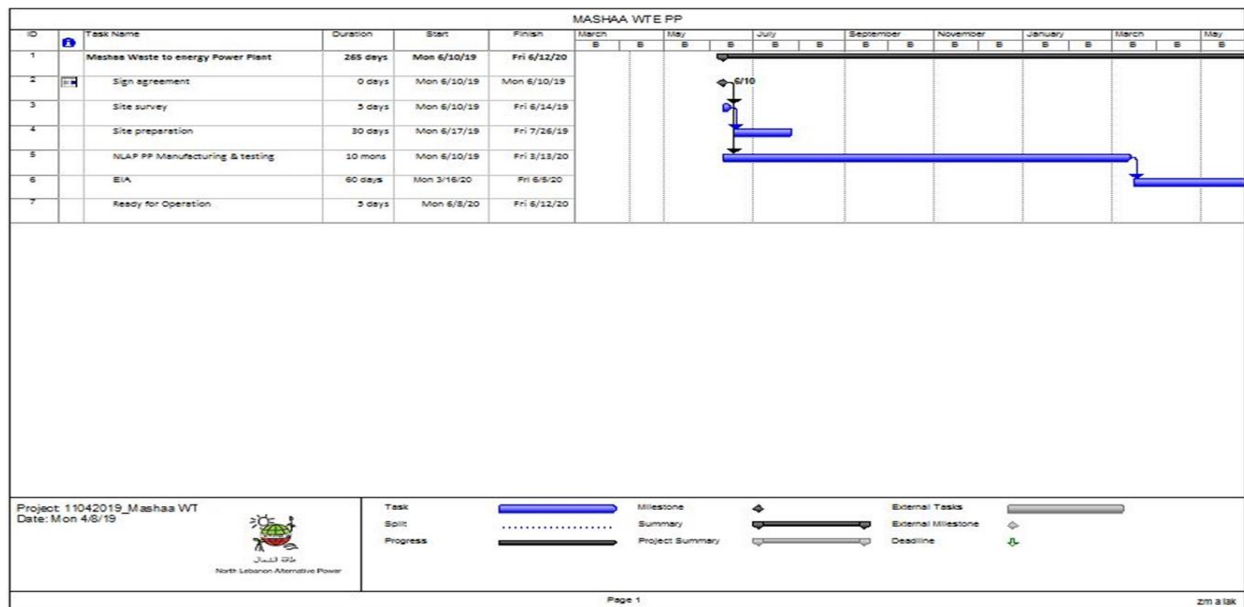 MASHAA WTE PP
ID Task Name Duration Start Finish March May July September November January March May
B B B B B B B B B B B B B B
1 Mashaa Waste to energy Power Plant 265 days Mon 6/10/19 Fri 6/12/20
2 Sign agreement 0 days Mon 6/10/19 Mon 6/10/19 6/10
3 Site survey 5 days Mon 6/10/19 Fri 6/14/19
4 Site preparation 30 days Mon 6/17/19 Fri 7/26/19
5 NLAP PP Manufacturing & testing 10 mons Mon 6/10/19 Fri 3/13/20
6 EIA 60 days Mon 3/16/20 Fri 6/5/20
7 Ready for Operation 5 days Mon 6/8/20 Fri 6/12/20
Project: 11042019_Mashaa WT
Date: Mon 4/8/19
طاقة الشمال
North Lebanon Alternative Power
Task Milestone External Tasks
Split Summary External Milestone
Progress Project Summary Deadline
Page 1
zm a lak